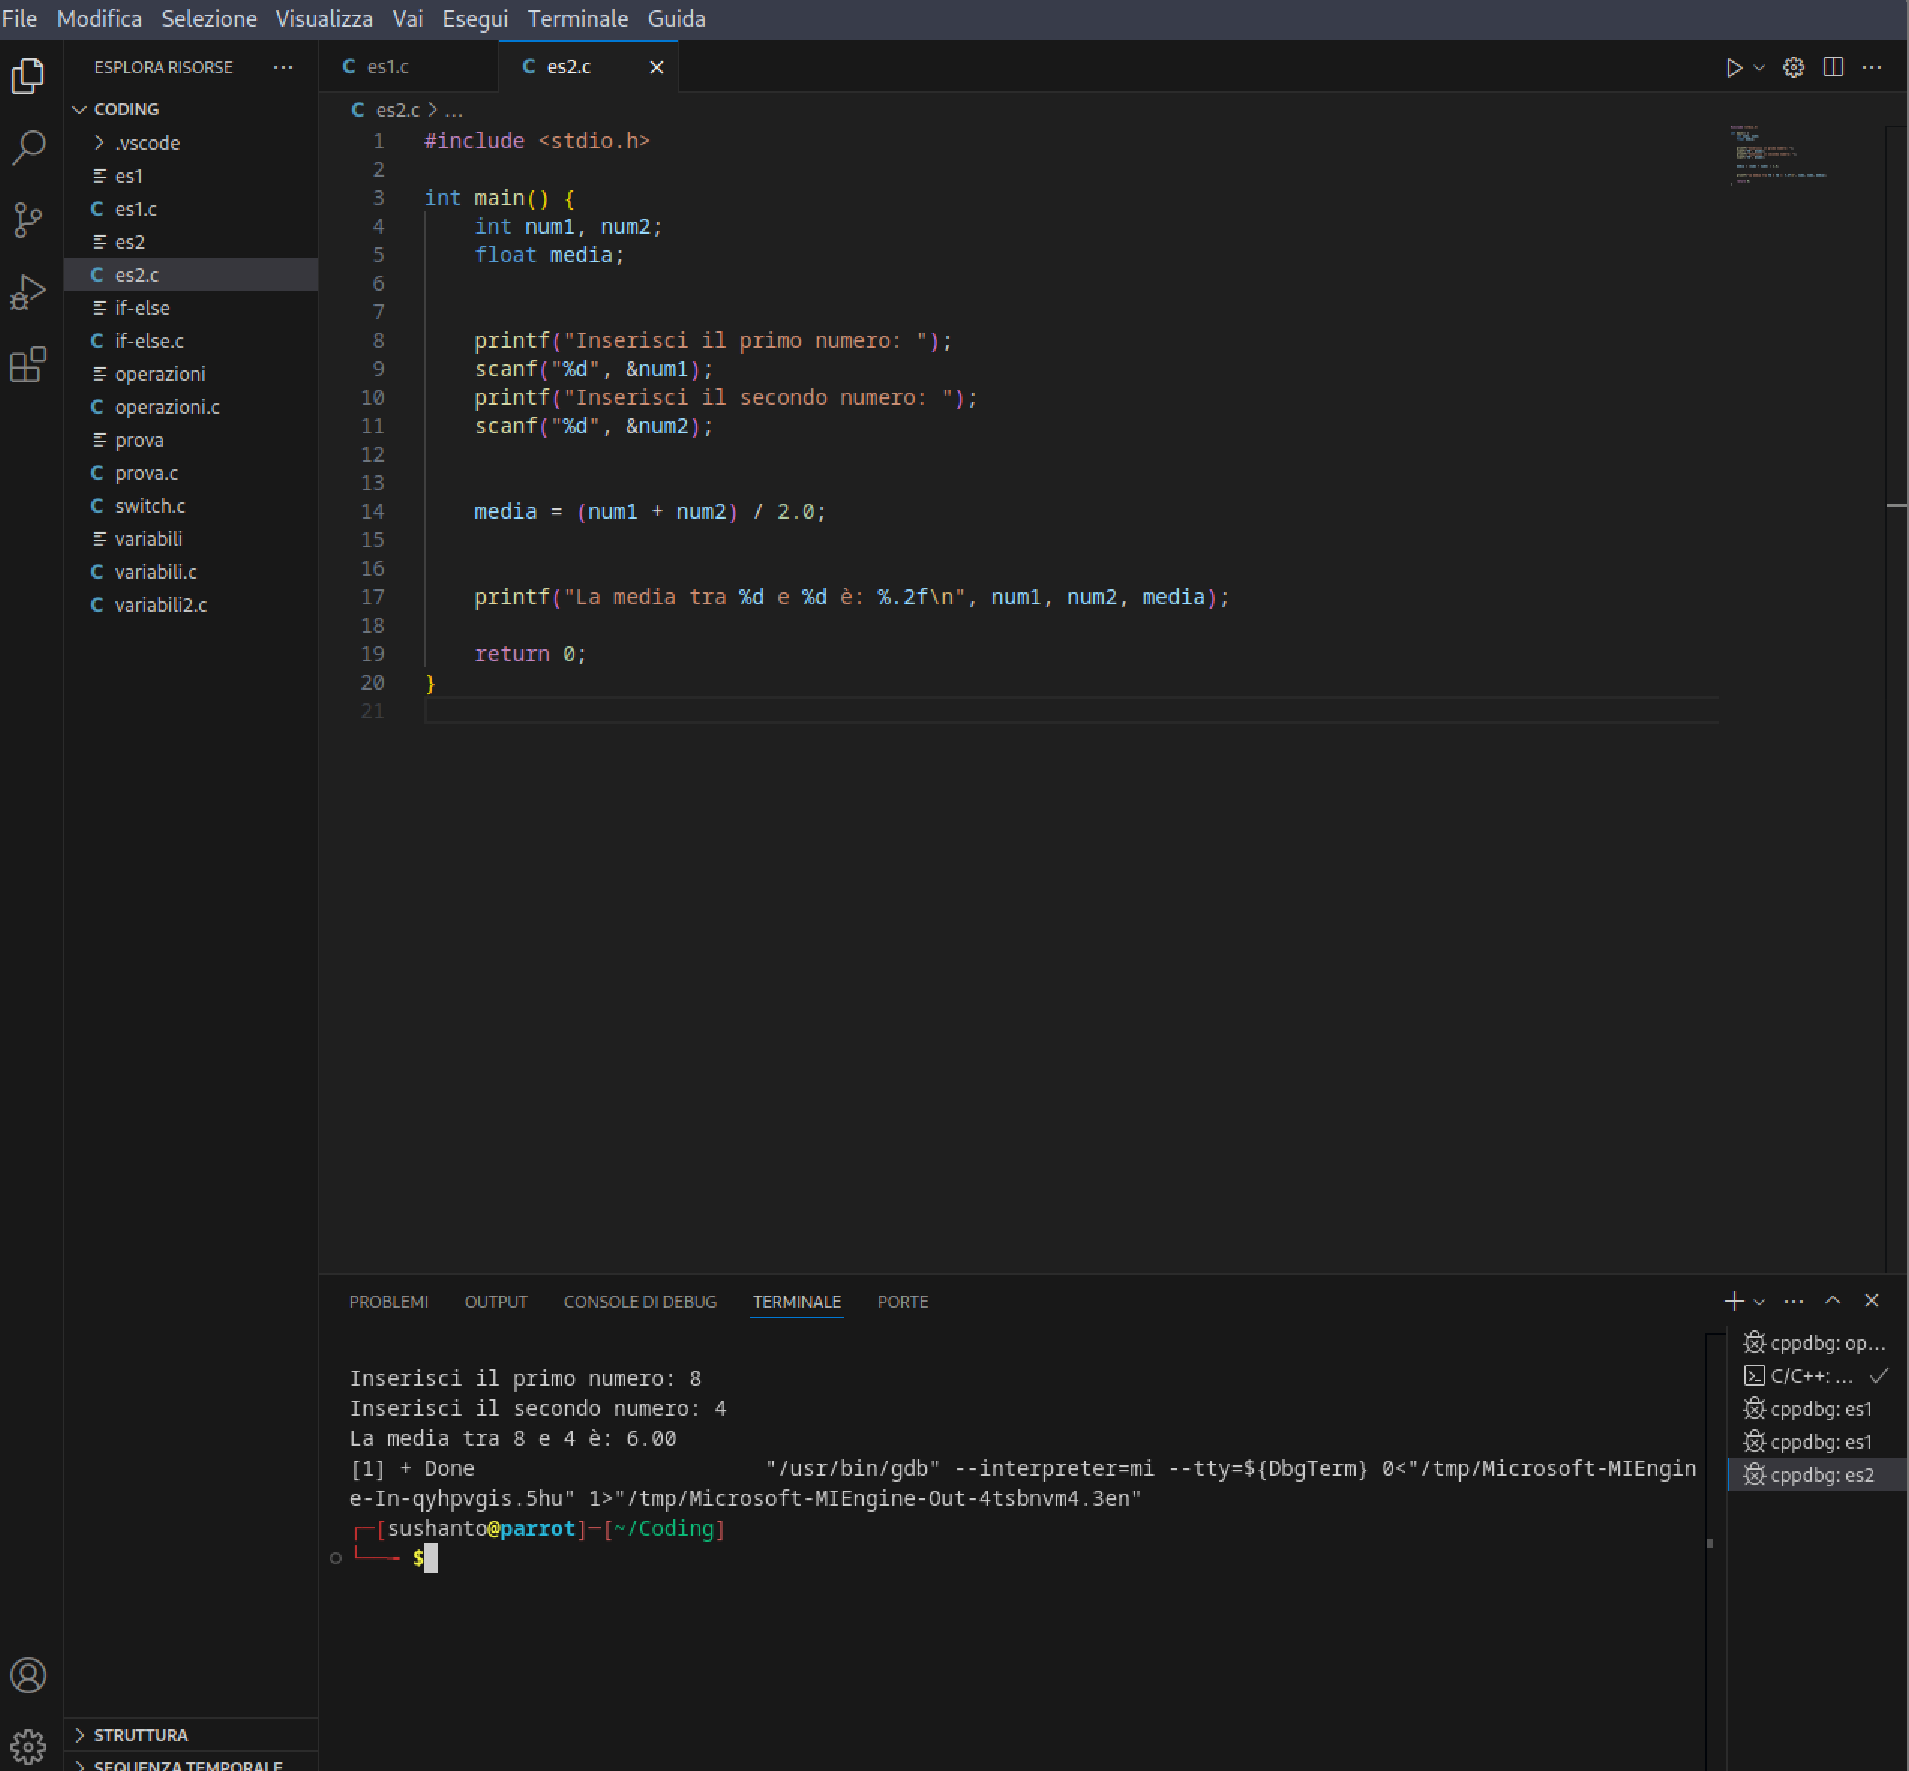 File Modifica Selezione Visualizza Vai Esegui Terminale Guida
ESPLORA RISORSE ···
CODING
.vscode
es1
C es1.c
es2
C es2.c
if-else
C if-else.c
operazioni
C operazioni.c
prova
C prova.c
C switch.c
variabili
C variabili.c
C variabili2.c
STRUTTURA
SEQUENZA TEMPORALE
C es1.c
C es2.c
C es2.c > ...
1 #include <stdio.h>
2
3 int main() {
4 int num1, num2;
5 float media;
6
7
8 printf("Inserisci il primo numero: ");
9 scanf("%d", &num1);
10 printf("Inserisci il secondo numero: ");
11 scanf("%d", &num2);
12
13
14 media = (num1 + num2) / 2.0;
15
16
17 printf("La media tra %d e %d è: %.2f\n", num1, num2, media);
18
19 return 0;
20 }
21
PROBLEMI OUTPUT CONSOLE DI DEBUG TERMINALE PORTE
Inserisci il primo numero: 8
Inserisci il secondo numero: 4
La media tra 8 e 4 è: 6.00
[1] + Done "/usr/bin/gdb" --interpreter=mi --tty=${DbgTerm} 0<"/tmp/Microsoft-MIEngin
e-In-qyhpvgis.5hu" 1>"/tmp/Microsoft-MIEngine-Out-4tsbnvm4.3en"
┌─[sushanto@parrot]─[~/Coding]
└──╼ $
cppdbg: op...
C/C++: ...
cppdbg: es1
cppdbg: es1
cppdbg: es2